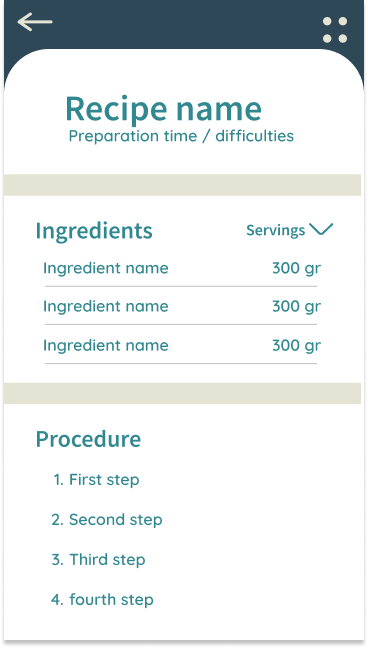 Recipe name
Preparation time / difficulties
Ingredients Servings
Ingredient name 300 gr
Ingredient name 300 gr
Ingredient name 300 gr
Procedure
1. First step
2. Second step
3. Third step
4. fourth step